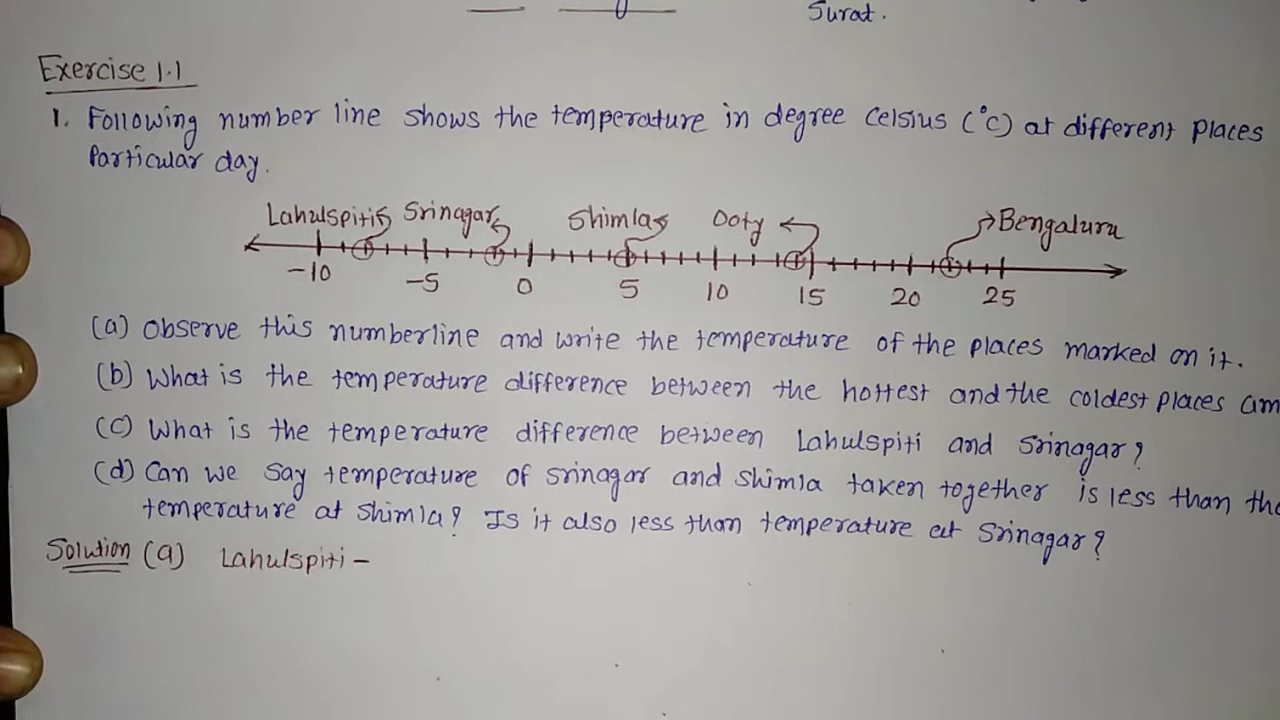 Surat.
Exercise 1.1
1. Following number line shows the temperature in degree Celsius (°C) at different places
Particular day.
Lahulspiti Srinagar Shimla Ooty Bengaluru
-10 -5 0 5 10 15 20 25
(a) Observe this numberline and write the temperature of the places marked on it.
(b) What is the temperature difference between the hottest and the coldest places am
(c) What is the temperature difference between Lahulspiti and Srinagar?
(d) Can we say temperature of srinagar and shimla taken together is less than the
temperature at shimla? Is it also less than temperature at Srinagar?
Solution (a) Lahulspiti -